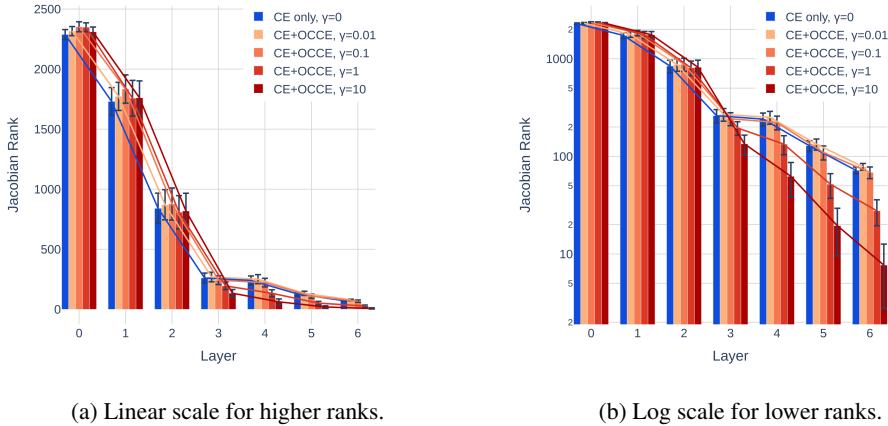 2500
2000
1500
1000
500
0
Jacobian Rank
0 1 2 3 4 5 6
Layer
CE only, γ=0
CE+OCCE, γ=0.01
CE+OCCE, γ=0.1
CE+OCCE, γ=1
CE+OCCE, γ=10
(a) Linear scale for higher ranks.
2
1000
5
2
100
5
2
10
5
2
Jacobian Rank
0 1 2 3 4 5 6
Layer
CE only, γ=0
CE+OCCE, γ=0.01
CE+OCCE, γ=0.1
CE+OCCE, γ=1
CE+OCCE, γ=10
(b) Log scale for lower ranks.